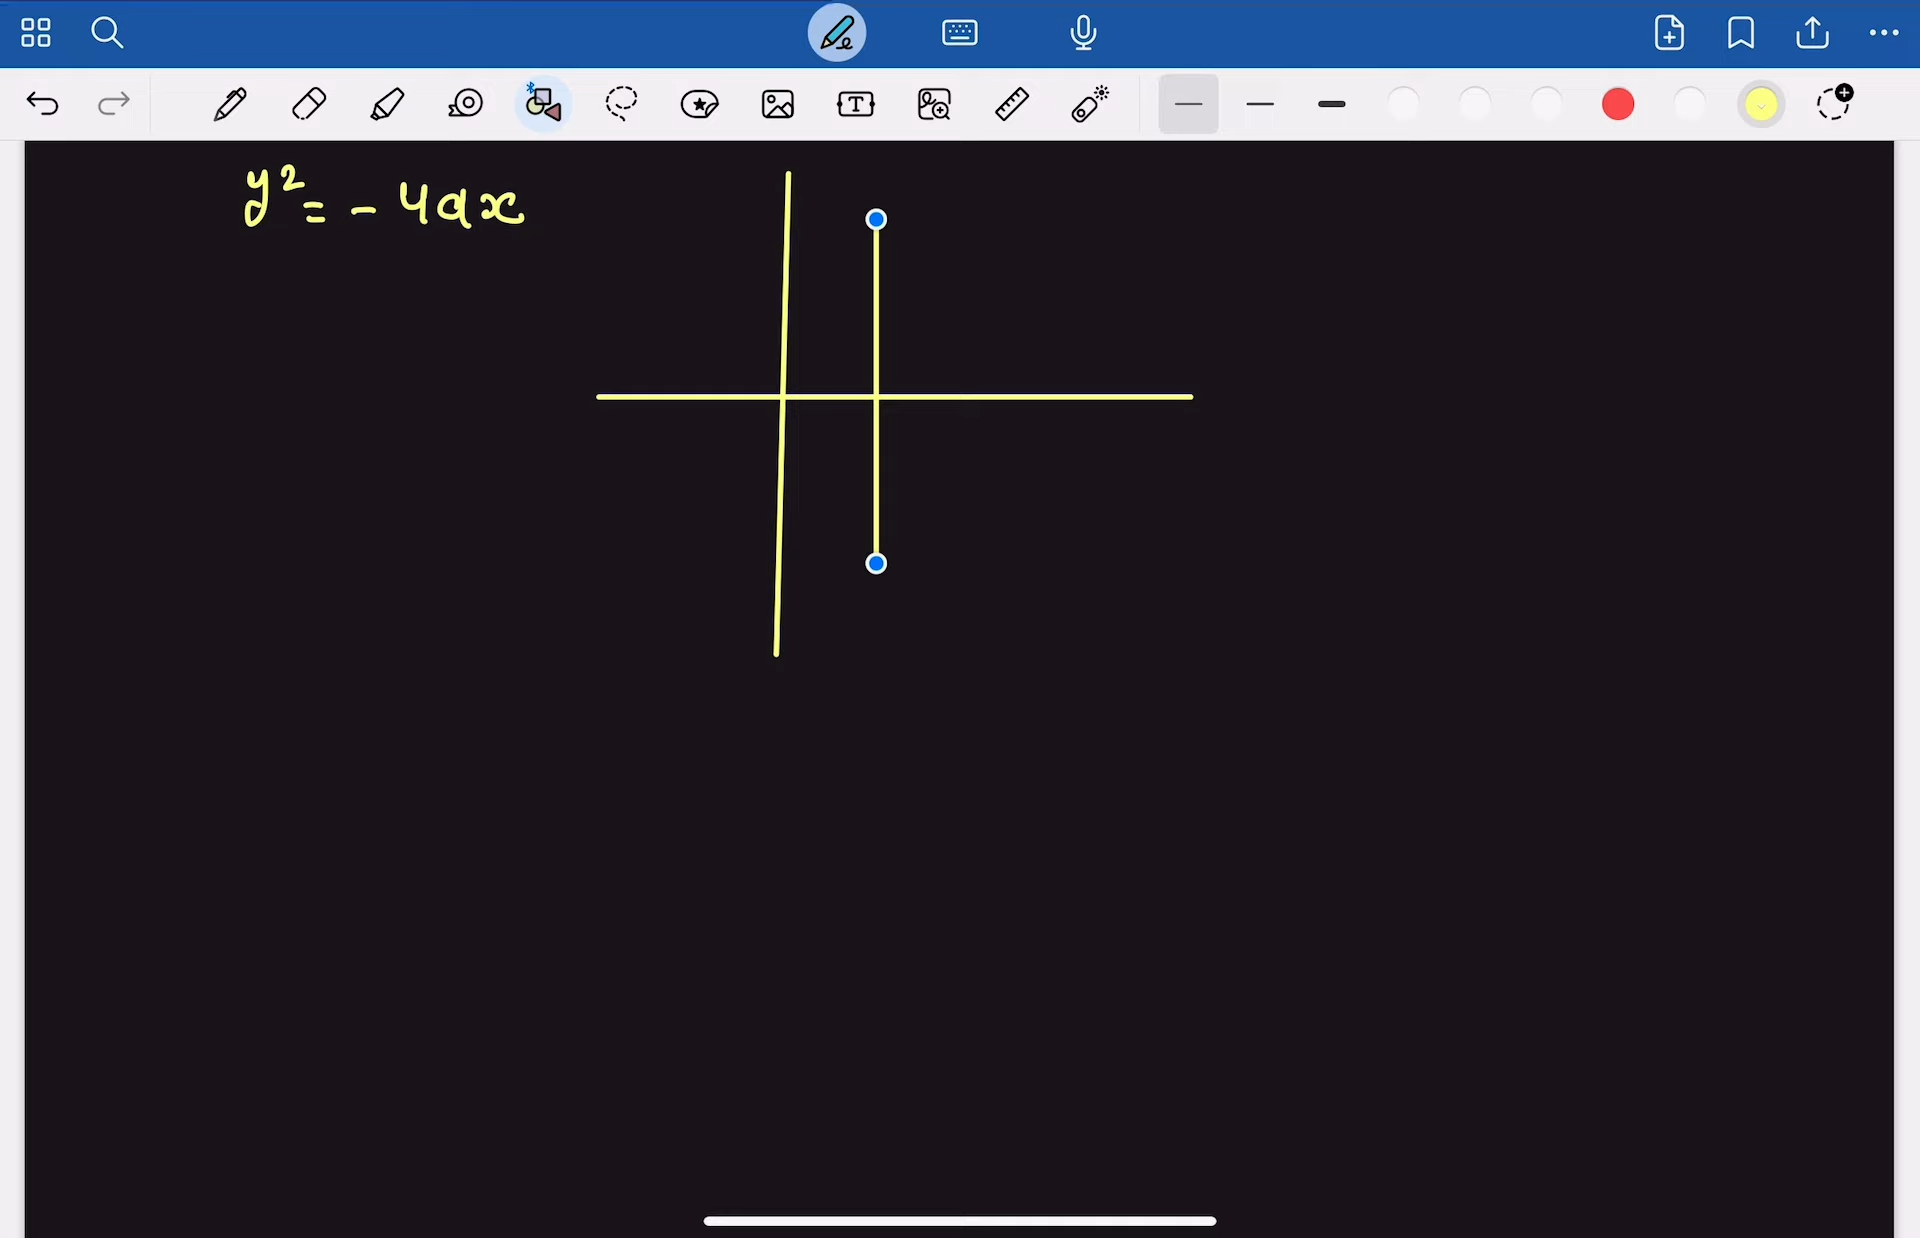 y² = - 4ax